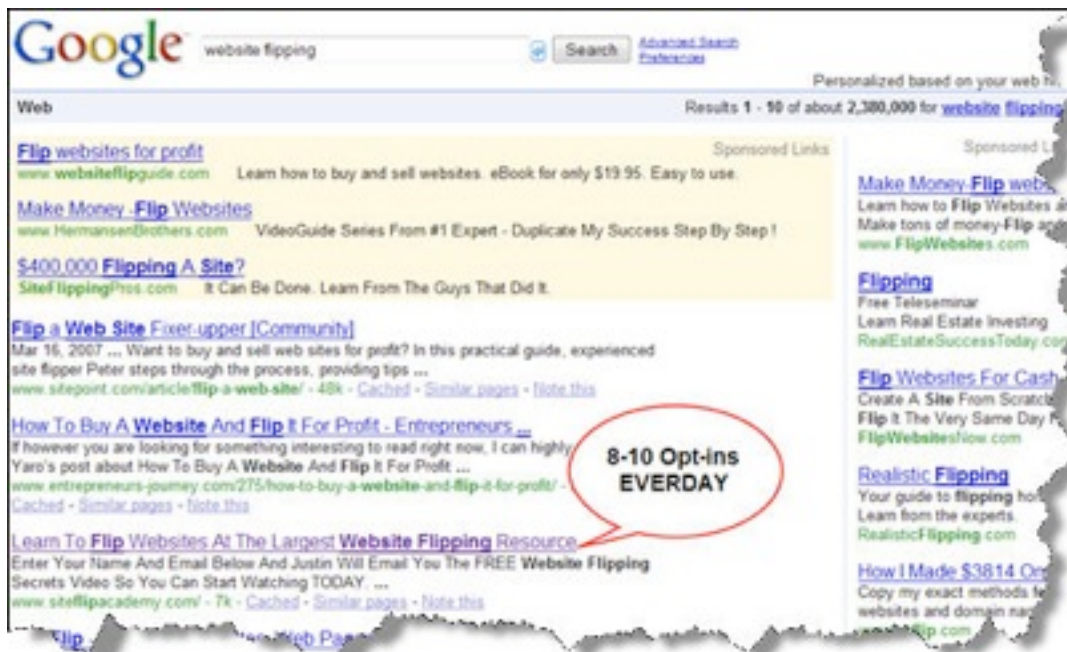 Google
website flipping
Search
Advanced Search
Preferences
Personalized based on your web
Web
Results 1 - 10 of about 2,380,000 for website flipping
Flip websites for profit
Sponsored Links
www.websiteflipguide.com Learn how to buy and sell websites. eBook for only $19.95. Easy to use.
Make Money -Flip Websites
www.HermansenBrothers.com VideoGuide Series From #1 Expert - Duplicate My Success Step By Step !
$400,000 Flipping A Site?
SiteFlippingPros.com It Can Be Done. Learn From The Guys That Did It.
Flip a Web Site Fixer-upper [Community]
Mar 16, 2007 ... Want to buy and sell web sites for profit? In this practical guide, experienced
site flipper Peter steps through the process, providing tips ...
www.sitepoint.com/article/flip-a-web-site/ - 48k - Cached - Similar pages - Note this
How To Buy A Website And Flip It For Profit - Entrepreneurs ...
If however you are looking for something interesting to read right now, I can highly
Yaro's post about How To Buy A Website And Flip It For Profit ...
www.entrepreneurs-journey.com/275/how-to-buy-a-website-and-flip-it-for-profit/ -
Cached - Similar pages - Note this
8-10 Opt-ins
EVERDAY
Learn To Flip Websites At The Largest Website Flipping Resource
Enter Your Name And Email Below And Justin Will Email You The FREE Website Flipping
Secrets Video So You Can Start Watching TODAY. ...
www.siteflipacademy.com/ - 7k - Cached - Similar pages - Note this
Flip
Web
Sponsored
Make Money-Flip
Learn how to Flip Websites
Make tons of money-Flip
www.FlipWebsites.com
Flipping
Free Teleseminar
Learn Real Estate Investing
RealEstateSuccessToday.com
Flip Websites For Cash
Create A Site From Scratch
Flip It The Very Same Day
FlipWebsitesNow.com
Realistic Flipping
Your guide to flipping
Learn from the experts.
RealisticFlipping.com
How I Made $3814
Copy my exact methods
websites and domain